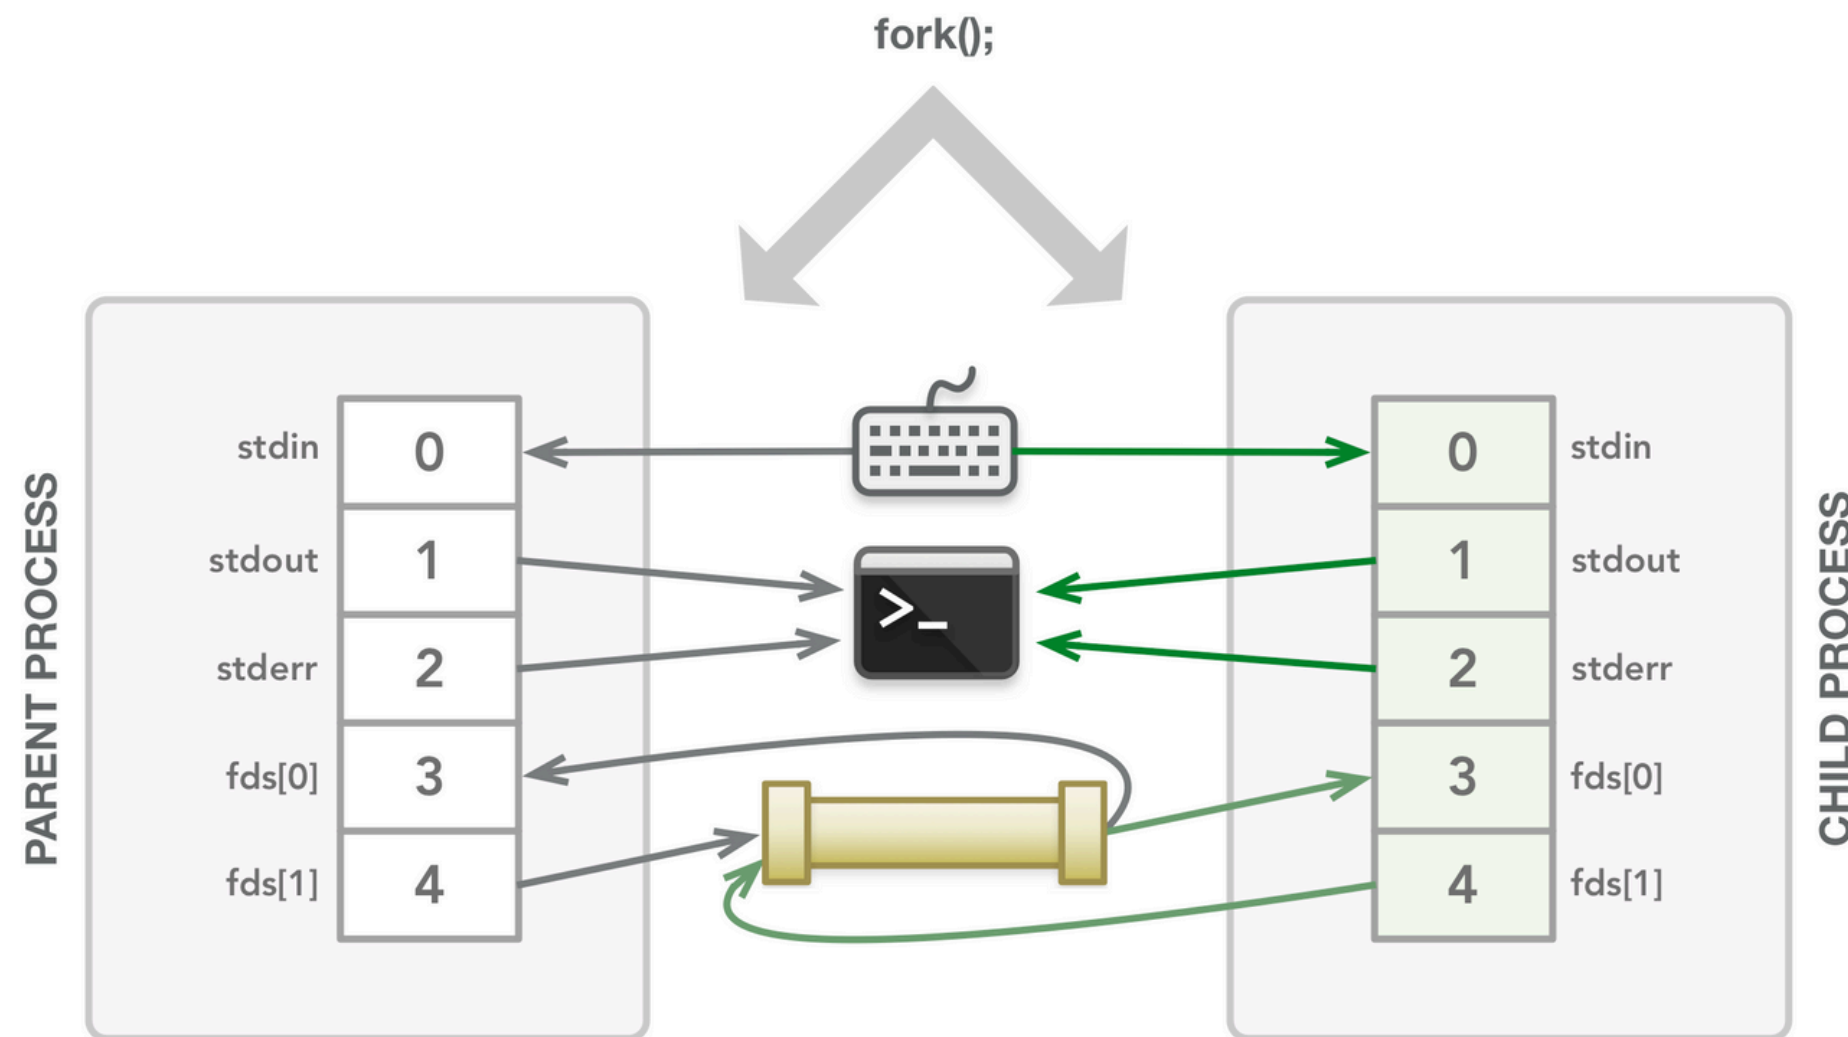 fork();
PARENT PROCESS
stdin 0
stdout 1
stderr 2
fds[0] 3
fds[1] 4
>_
0 stdin
1 stdout
2 stderr
3 fds[0]
4 fds[1]
CHILD PROCESS